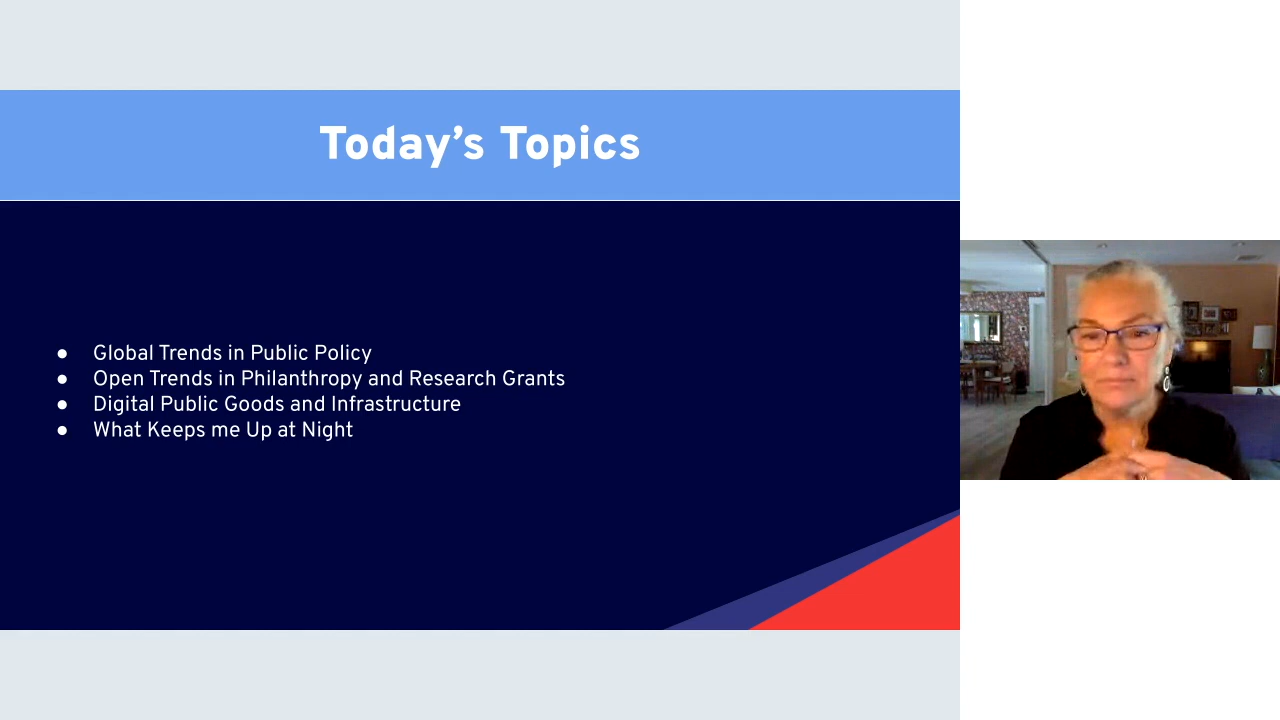 Today’s Topics
● Global Trends in Public Policy
● Open Trends in Philanthropy and Research Grants
● Digital Public Goods and Infrastructure
● What Keeps me Up at Night